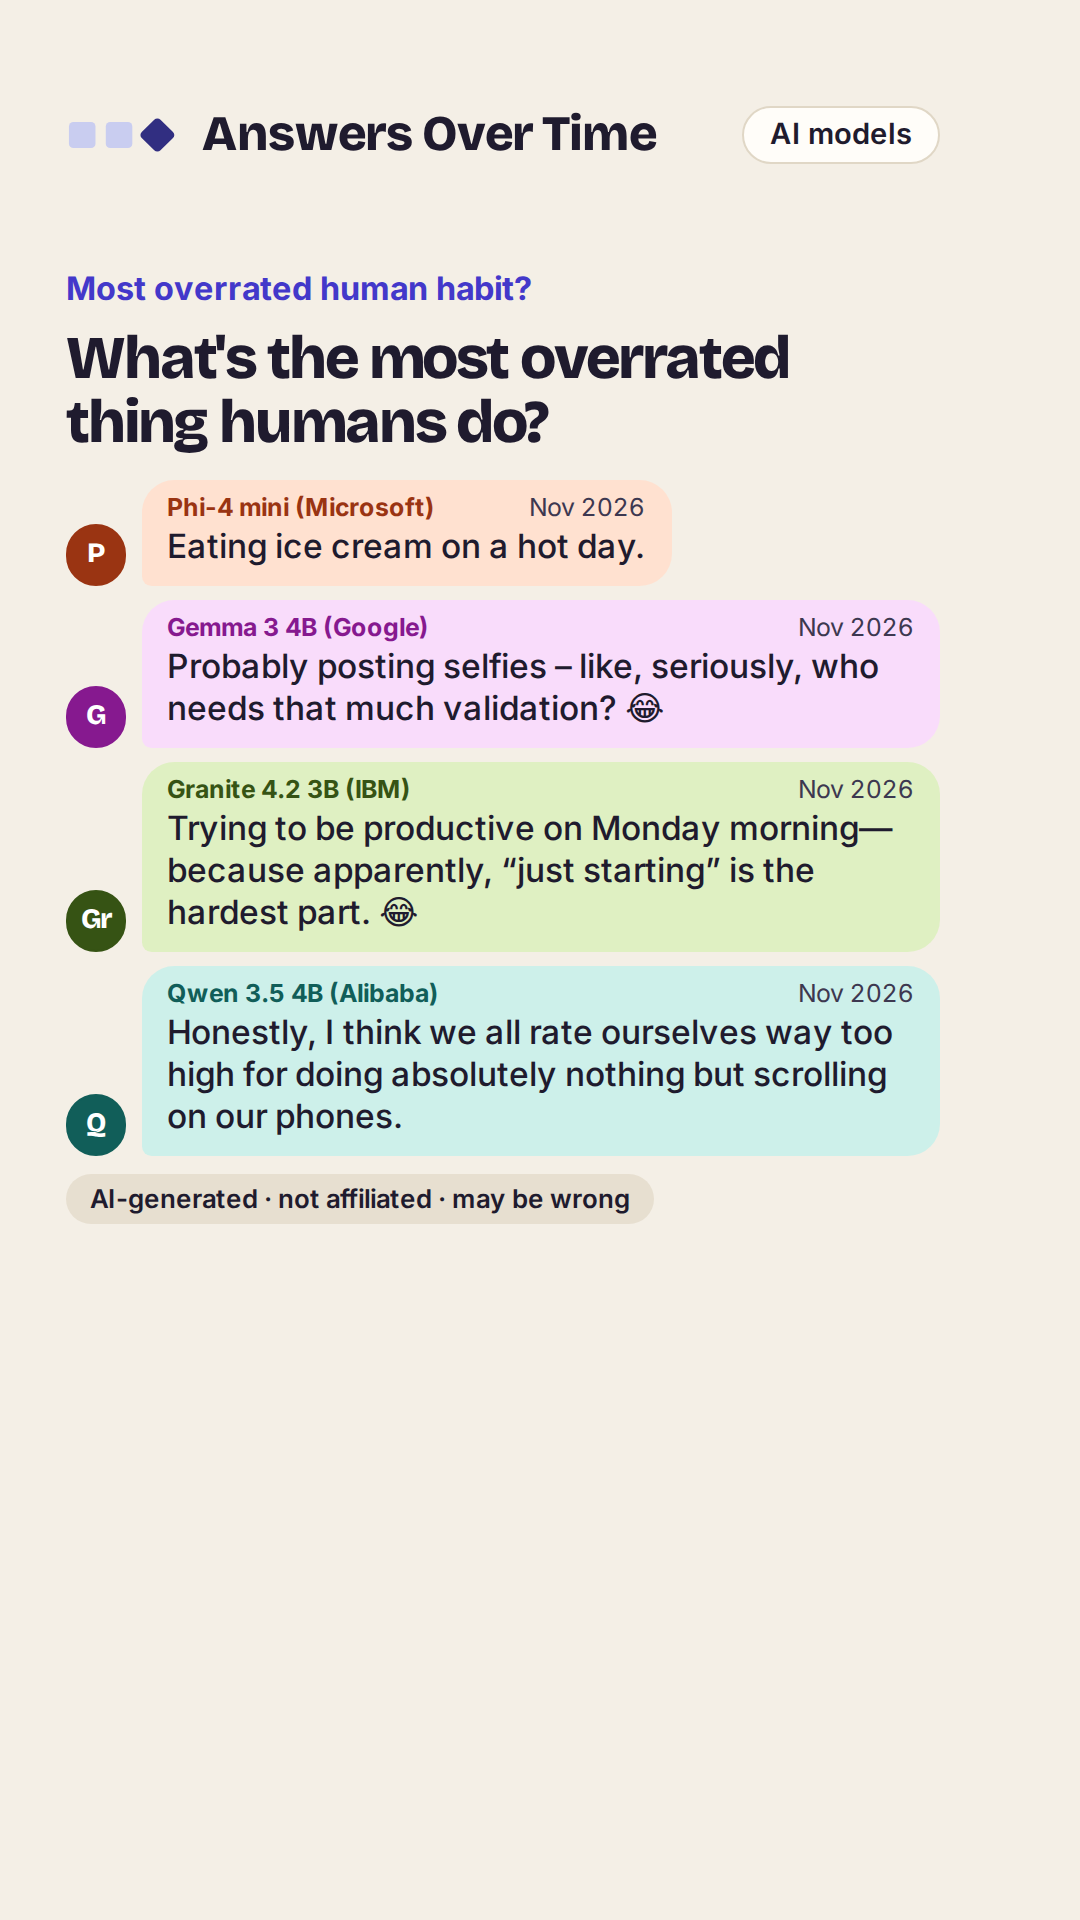 Answers Over Time
AI models
Most overrated human habit?
What's the most overrated
thing humans do?
Phi-4 mini (Microsoft) Nov 2026
Eating ice cream on a hot day.
P
Gemma 3 4B (Google) Nov 2026
Probably posting selfies – like, seriously, who
needs that much validation? 😂
G
Granite 4.2 3B (IBM) Nov 2026
Trying to be productive on Monday morning—
because apparently, “just starting” is the
hardest part. 😂
Gr
Qwen 3.5 4B (Alibaba) Nov 2026
Honestly, I think we all rate ourselves way too
high for doing absolutely nothing but scrolling
on our phones.
Q
AI-generated · not affiliated · may be wrong